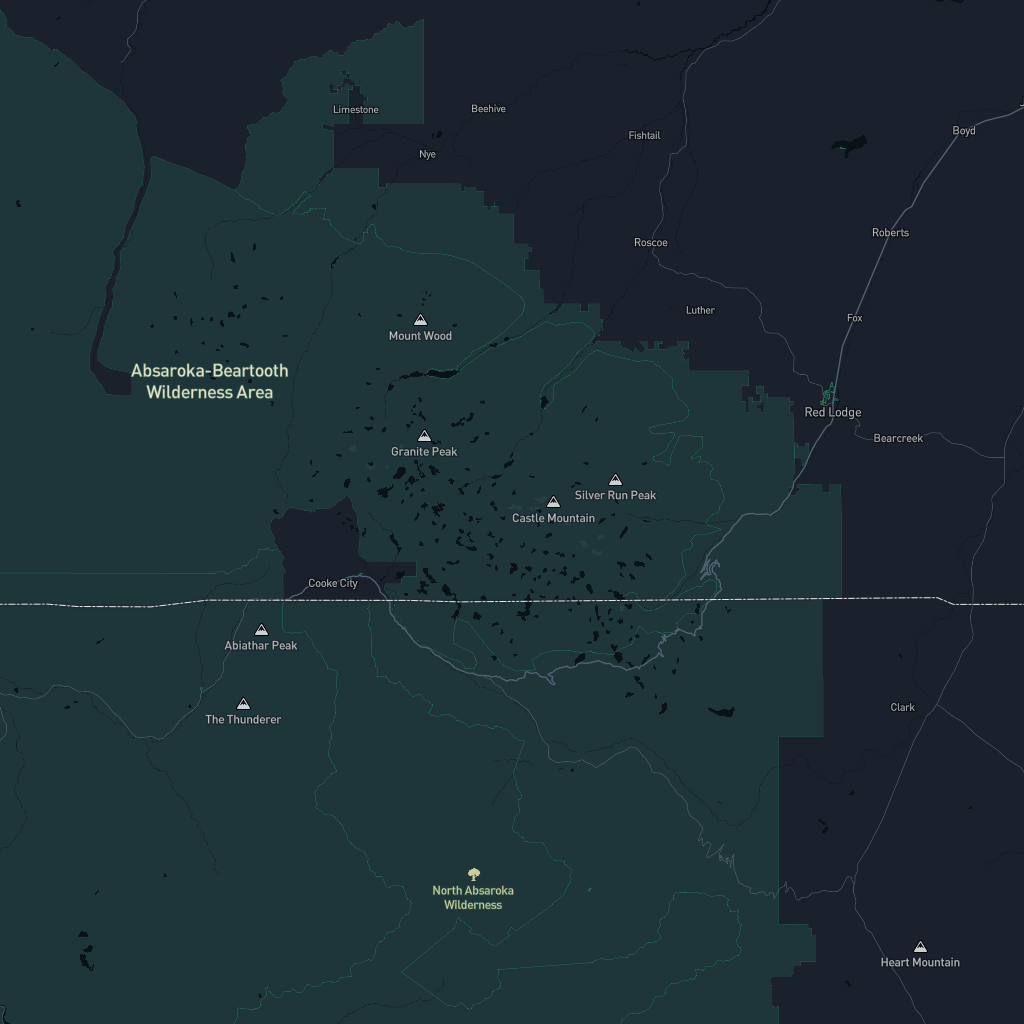 Limestone
Beehive
Nye
Fishtail
Boyd
Roscoe
Roberts
Luther
Fox
Mount Wood
Absaroka-Beartooth
Wilderness Area
Red Lodge
Bearcreek
Granite Peak
Silver Run Peak
Castle Mountain
Cooke City
Abiathar Peak
The Thunderer
Clark
North Absaroka
Wilderness
Heart Mountain